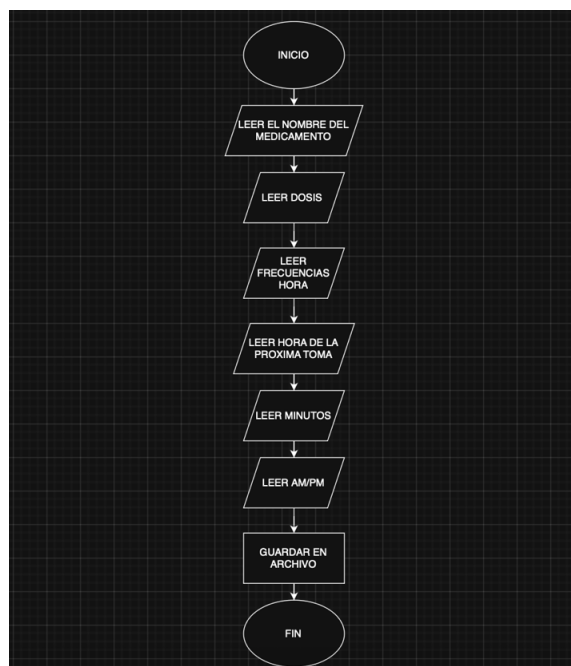 INICIO
LEER EL NOMBRE DEL
MEDICAMENTO
LEER DOSIS
LEER
FRECUENCIAS
HORA
LEER HORA DE LA
PROXIMA TOMA
LEER MINUTOS
LEER AM/PM
GUARDAR EN
ARCHIVO
FIN